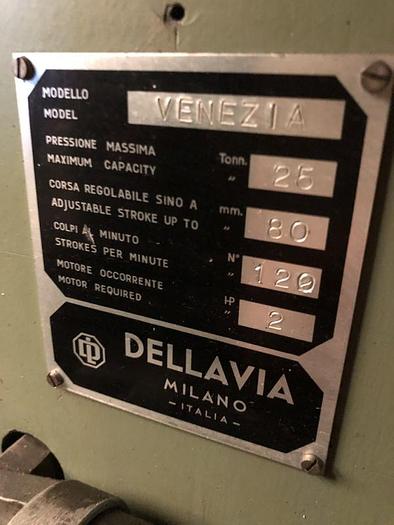 MODELLO
MODEL VENEZIA
PRESSIONE MASSIMA Tonn.
MAXIMUM CAPACITY " 25
CORSA REGOLABILE SINO A mm.
ADJUSTABLE STROKE UP TO " 80
COLPI AL MINUTO N°
STROKES PER MINUTE " 120
MOTORE OCCORRENTE HP
MOTOR REQUIRED " 2
DELLAVIA
MILANO
- ITALIA -